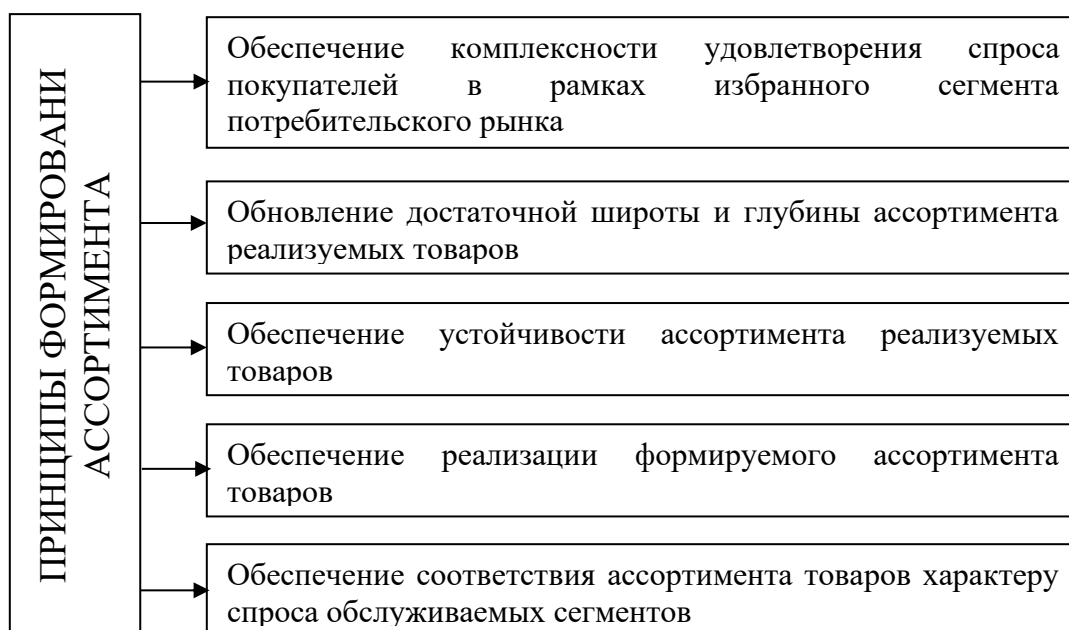 ПРИНЦИПЫ ФОРМИРОВАНИ
АССОРТИМЕНТА
Обеспечение комплексности удовлетворения спроса
покупателей в рамках избранного сегмента
потребительского рынка
Обновление достаточной широты и глубины ассортимента
реализуемых товаров
Обеспечение устойчивости ассортимента реализуемых
товаров
Обеспечение реализации формируемого ассортимента
товаров
Обеспечение соответствия ассортимента товаров характеру
спроса обслуживаемых сегментов